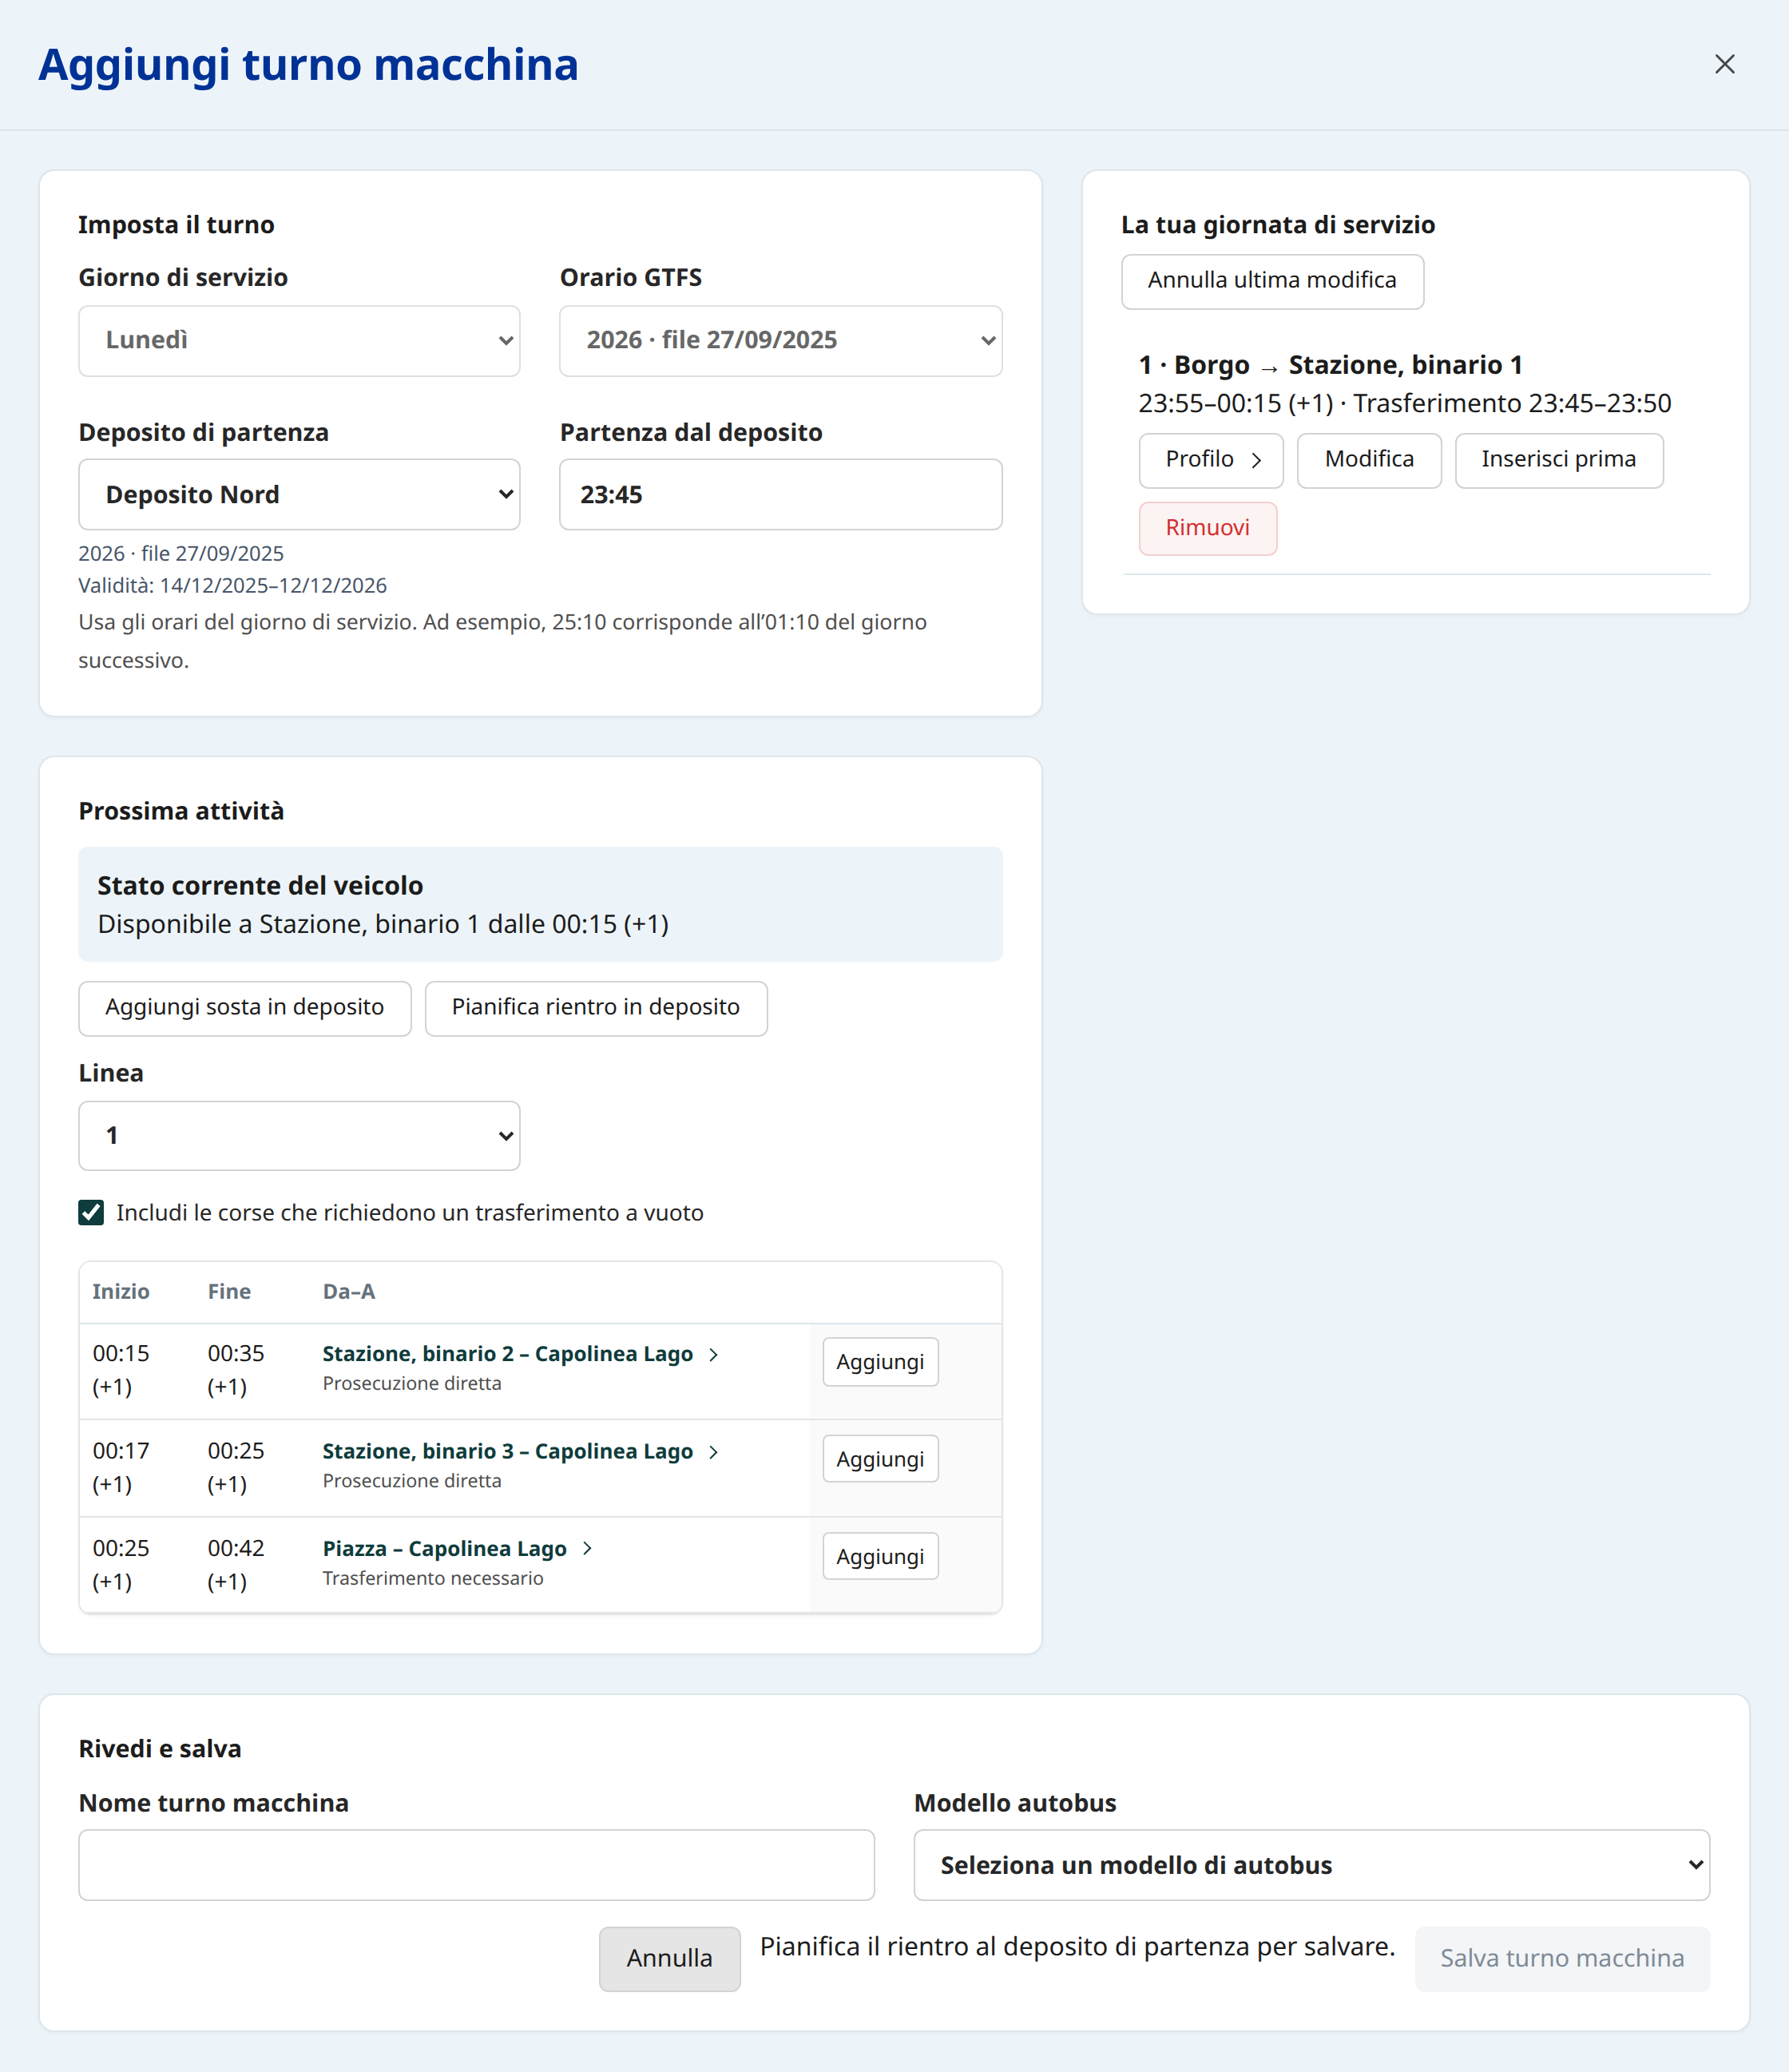 Aggiungi turno macchina
Imposta il turno
Giorno di servizio
Orario GTFS
Lunedì
2026 · file 27/09/2025
Deposito di partenza
Partenza dal deposito
Deposito Nord
23:45
2026 · file 27/09/2025
Validità: 14/12/2025–12/12/2026
Usa gli orari del giorno di servizio. Ad esempio, 25:10 corrisponde all’01:10 del giorno
successivo.
La tua giornata di servizio
Annulla ultima modifica
1 · Borgo → Stazione, binario 1
23:55–00:15 (+1) · Trasferimento 23:45–23:50
Profilo
Modifica
Inserisci prima
Rimuovi
Prossima attività
Stato corrente del veicolo
Disponibile a Stazione, binario 1 dalle 00:15 (+1)
Aggiungi sosta in deposito
Pianifica rientro in deposito
Linea
1
Includi le corse che richiedono un trasferimento a vuoto
Inizio Fine Da–A
00:15 (+1) 00:35 (+1) Stazione, binario 2 – Capolinea Lago
Prosecuzione diretta
Aggiungi
00:17 (+1) 00:25 (+1) Stazione, binario 3 – Capolinea Lago
Prosecuzione diretta
Aggiungi
00:25 (+1) 00:42 (+1) Piazza – Capolinea Lago
Trasferimento necessario
Aggiungi
Rivedi e salva
Nome turno macchina
Modello autobus
Seleziona un modello di autobus
Annulla
Pianifica il rientro al deposito di partenza per salvare.
Salva turno macchina